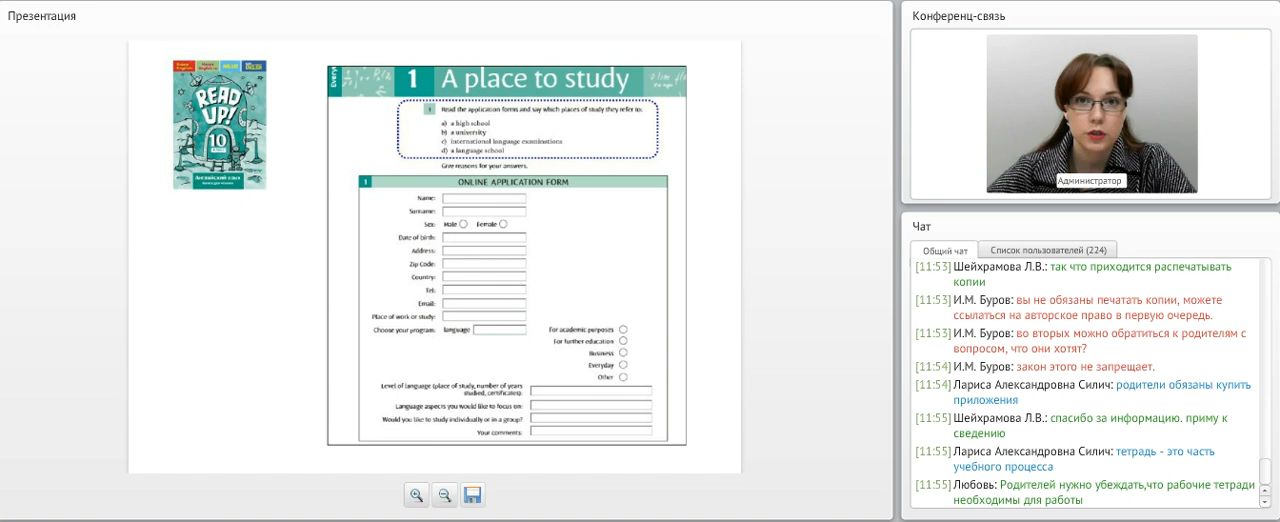 Презентация
READ
UP!
10
Английский язык
1 A place to study
1 Read the application forms and say which places of study they refer to:
a) a high school
b) a university
c) international language examinations
d) a language school
Give reasons for your answers.
1 ONLINE APPLICATION FORM
Name:
Surname:
Sex: Male Female
Date of birth:
Address:
Zip Code:
Country:
Tel:
Email:
Place of work or study:
Choose your program: language For academic purposes
For further education
Business
Everyday
Other
Level of language (place of study, number of years
studied, certificates):
Language aspects you would like to focus on:
Would you like to study individually or in a group?
Your comments:
Конференц-связь
Администратор
Чат
Общий чат Список пользователей (224)
[11:53] Шейхрамова Л.В.: так что приходится распечатывать
копии
[11:53] И.М. Буров: вы не обязаны печатать копии, можете
ссылаться на авторское право в первую очередь.
[11:53] И.М. Буров: во вторых можно обратиться к родителям с
вопросом, что они хотят?
[11:54] И.М. Буров: закон этого не запрещает.
[11:54] Лариса Александровна Силич: родители обязаны купить
приложения
[11:55] Шейхрамова Л.В.: спасибо за информацию. приму к
сведению
[11:55] Лариса Александровна Силич: тетрадь - это часть
учебного процесса
[11:55] Любовь: Родителей нужно убеждать,что рабочие тетради
необходимы для работы